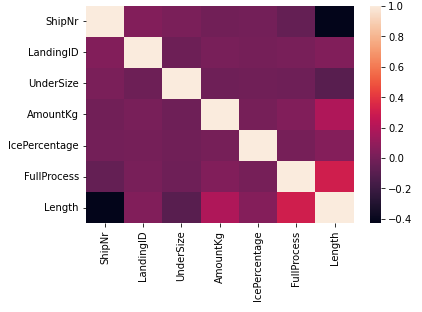 ShipNr
LandingID
UnderSize
AmountKg
IcePercentage
FullProcess
Length
ShipNr
LandingID
UnderSize
AmountKg
IcePercentage
FullProcess
Length
1.0
0.8
0.6
0.4
0.2
0.0
−0.2
−0.4